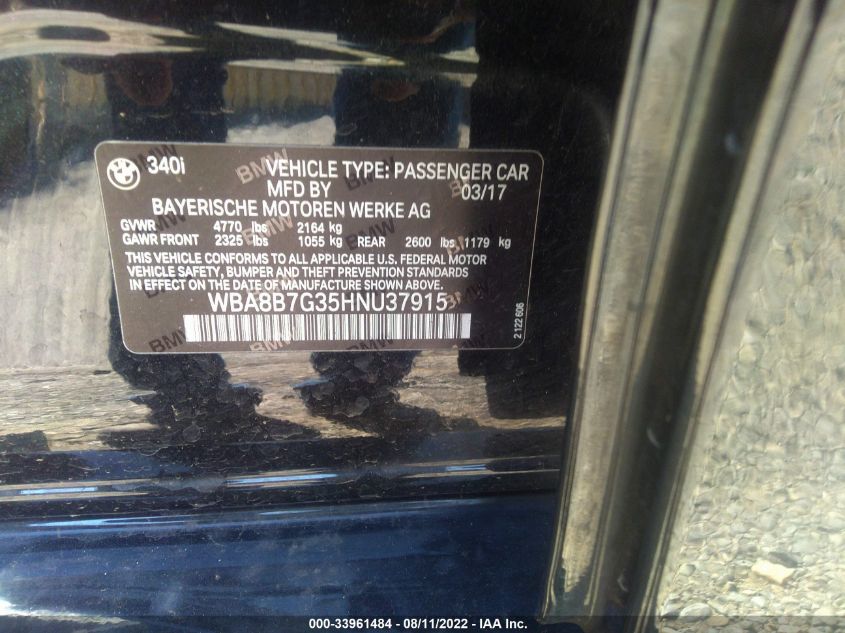 340i VEHICLE TYPE: PASSENGER CAR
MFD BY 03/17
BAYERISCHE MOTOREN WERKE AG
GVWR 4770 lbs 2164 kg
GAWR FRONT 2325 lbs 1055 kg REAR 2600 lbs 1179 kg
THIS VEHICLE CONFORMS TO ALL APPLICABLE U.S. FEDERAL MOTOR
VEHICLE SAFETY, BUMPER AND THEFT PREVENTION STANDARDS
IN EFFECT ON THE DATE OF MANUFACTURE SHOWN ABOVE.
WBA8B7G35HNU37915
2 122 606
000-33961484 - 08/11/2022 - IAA Inc.